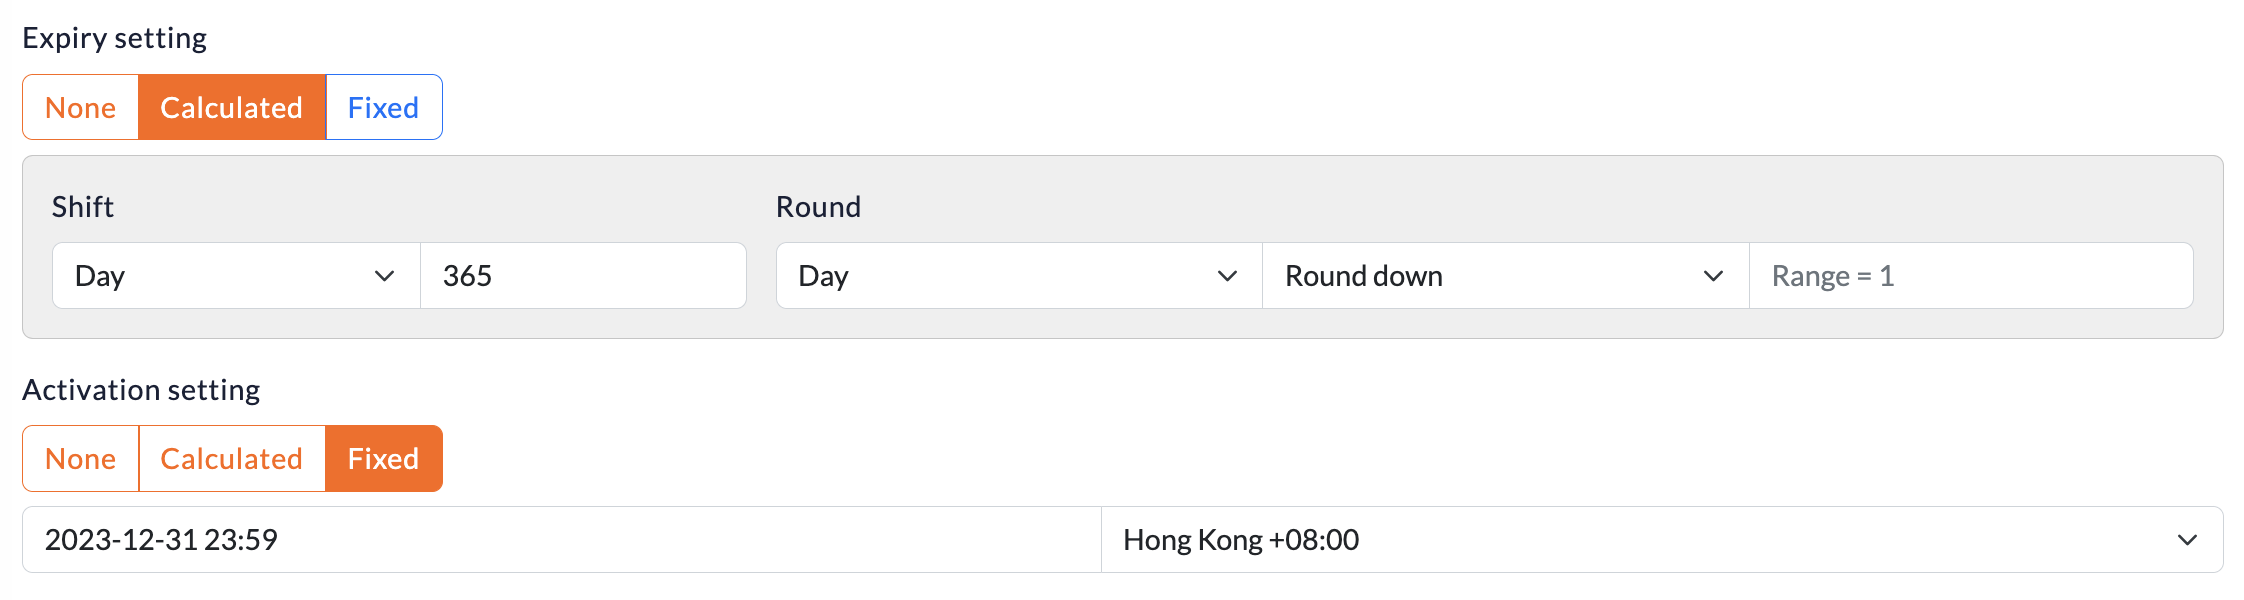 Expiry setting
None Calculated Fixed
Shift Round
Day 365 Day Round down Range = 1
Activation setting
None Calculated Fixed
2023-12-31 23:59 Hong Kong +08:00